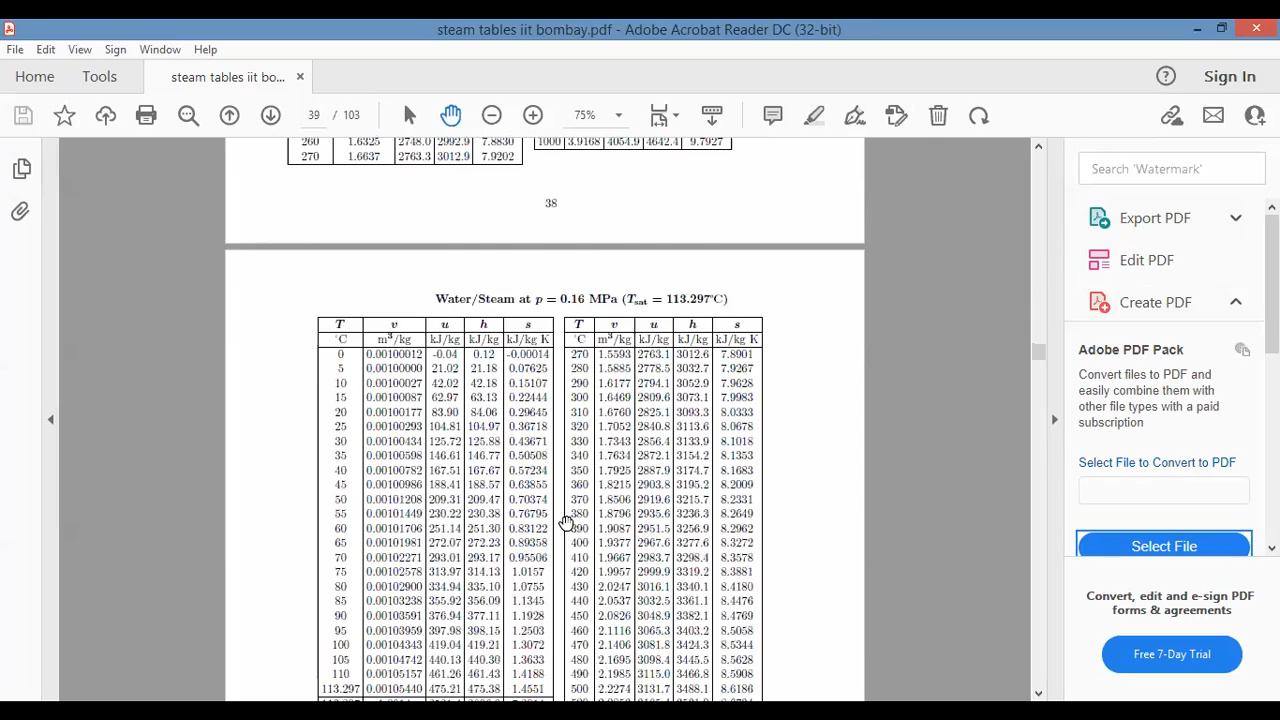 steam tables iit bombay.pdf - Adobe Acrobat Reader DC (32-bit)
File Edit View Sign Window Help
Home Tools steam tables iit bo... × Sign In
39 / 103 75%
260 1.6325 2748.0 2992.9 7.8830 1000 3.9168 4054.9 4642.4 9.7927
270 1.6637 2763.3 3012.9 7.9202
38
Water/Steam at p = 0.16 MPa (Tsat = 113.297°C)
T v u h s T v u h s
°C m³/kg kJ/kg kJ/kg kJ/kg K °C m³/kg kJ/kg kJ/kg kJ/kg K
0 0.00100012 -0.04 0.12 -0.00014 270 1.5593 2763.1 3012.6 7.8901
5 0.00100000 21.02 21.18 0.07625 280 1.5885 2778.5 3032.7 7.9267
10 0.00100027 42.02 42.18 0.15107 290 1.6177 2794.1 3052.9 7.9628
15 0.00100087 62.97 63.13 0.22444 300 1.6469 2809.6 3073.1 7.9983
20 0.00100177 83.90 84.06 0.29645 310 1.6760 2825.1 3093.3 8.0333
25 0.00100293 104.81 104.97 0.36718 320 1.7052 2840.8 3113.6 8.0678
30 0.00100434 125.72 125.88 0.43671 330 1.7343 2856.4 3133.9 8.1018
35 0.00100598 146.61 146.77 0.50508 340 1.7634 2872.1 3154.2 8.1353
40 0.00100782 167.51 167.67 0.57234 350 1.7925 2887.9 3174.7 8.1683
45 0.00100986 188.41 188.57 0.63855 360 1.8215 2903.8 3195.2 8.2009
50 0.00101208 209.31 209.47 0.70374 370 1.8506 2919.6 3215.7 8.2331
55 0.00101449 230.22 230.38 0.76795 380 1.8796 2935.6 3236.3 8.2649
60 0.00101706 251.14 251.30 0.83122 390 1.9087 2951.5 3256.9 8.2962
65 0.00101981 272.07 272.23 0.89358 400 1.9377 2967.6 3277.6 8.3272
70 0.00102271 293.01 293.17 0.95506 410 1.9667 2983.7 3298.4 8.3578
75 0.00102578 313.97 314.13 1.0157 420 1.9957 2999.9 3319.2 8.3881
80 0.00102900 334.94 335.10 1.0755 430 2.0247 3016.1 3340.1 8.4180
85 0.00103238 355.92 356.09 1.1345 440 2.0537 3032.5 3361.1 8.4476
90 0.00103591 376.94 377.11 1.1928 450 2.0826 3048.9 3382.1 8.4769
95 0.00103959 397.98 398.15 1.2503 460 2.1116 3065.3 3403.2 8.5058
100 0.00104343 419.04 419.21 1.3072 470 2.1406 3081.8 3424.3 8.5344
105 0.00104742 440.13 440.30 1.3633 480 2.1695 3098.4 3445.5 8.5628
110 0.00105157 461.26 461.43 1.4188 490 2.1985 3115.0 3466.8 8.5908
113.297 0.00105440 475.21 475.38 1.4551 500 2.2274 3131.7 3488.1 8.6186
Search 'Watermark'
Export PDF
Edit PDF
Create PDF
Adobe PDF Pack
Convert files to PDF and
easily combine them with
other file types with a paid
subscription
Select File to Convert to PDF
Select File
Convert, edit and e-sign PDF
forms & agreements
Free 7-Day Trial